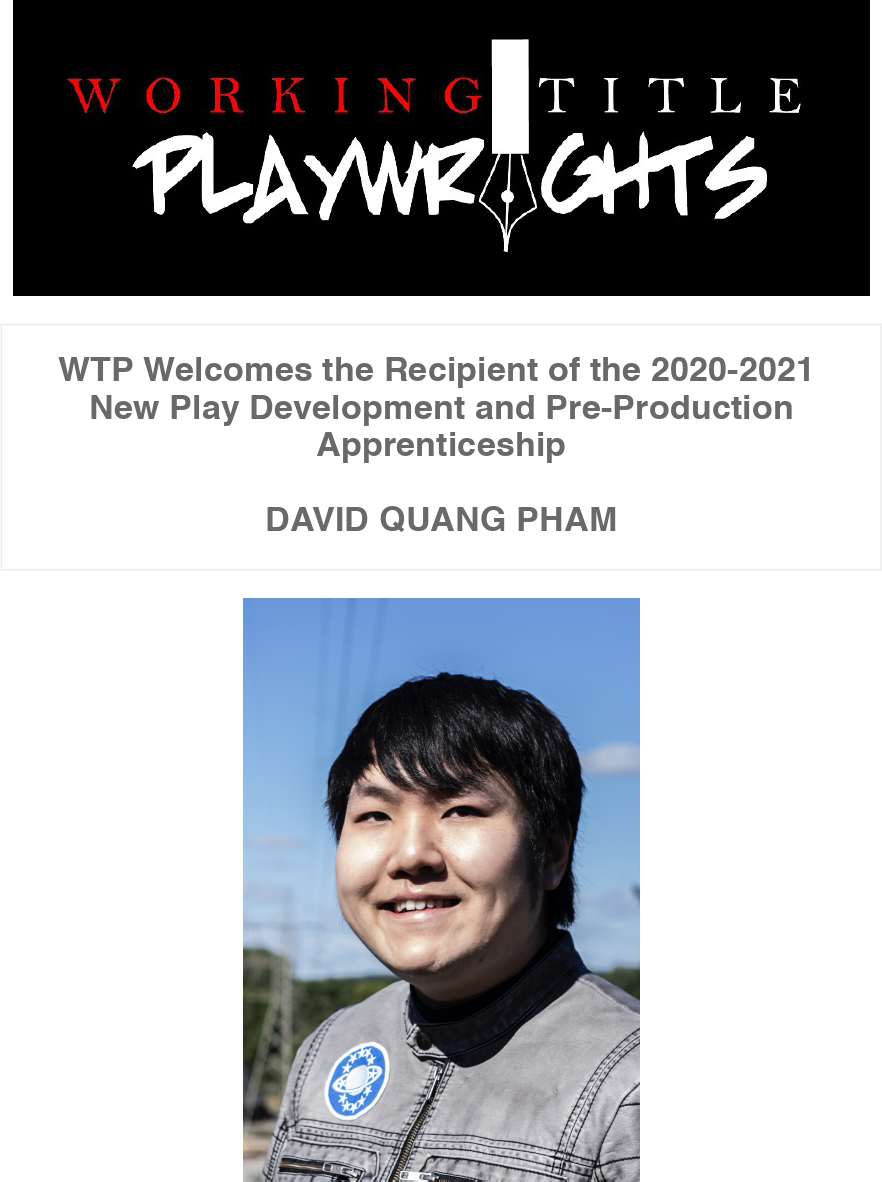 WORKING TITLE
PLAYWRIGHTS
WTP Welcomes the Recipient of the 2020-2021
New Play Development and Pre-Production
Apprenticeship
DAVID QUANG PHAM